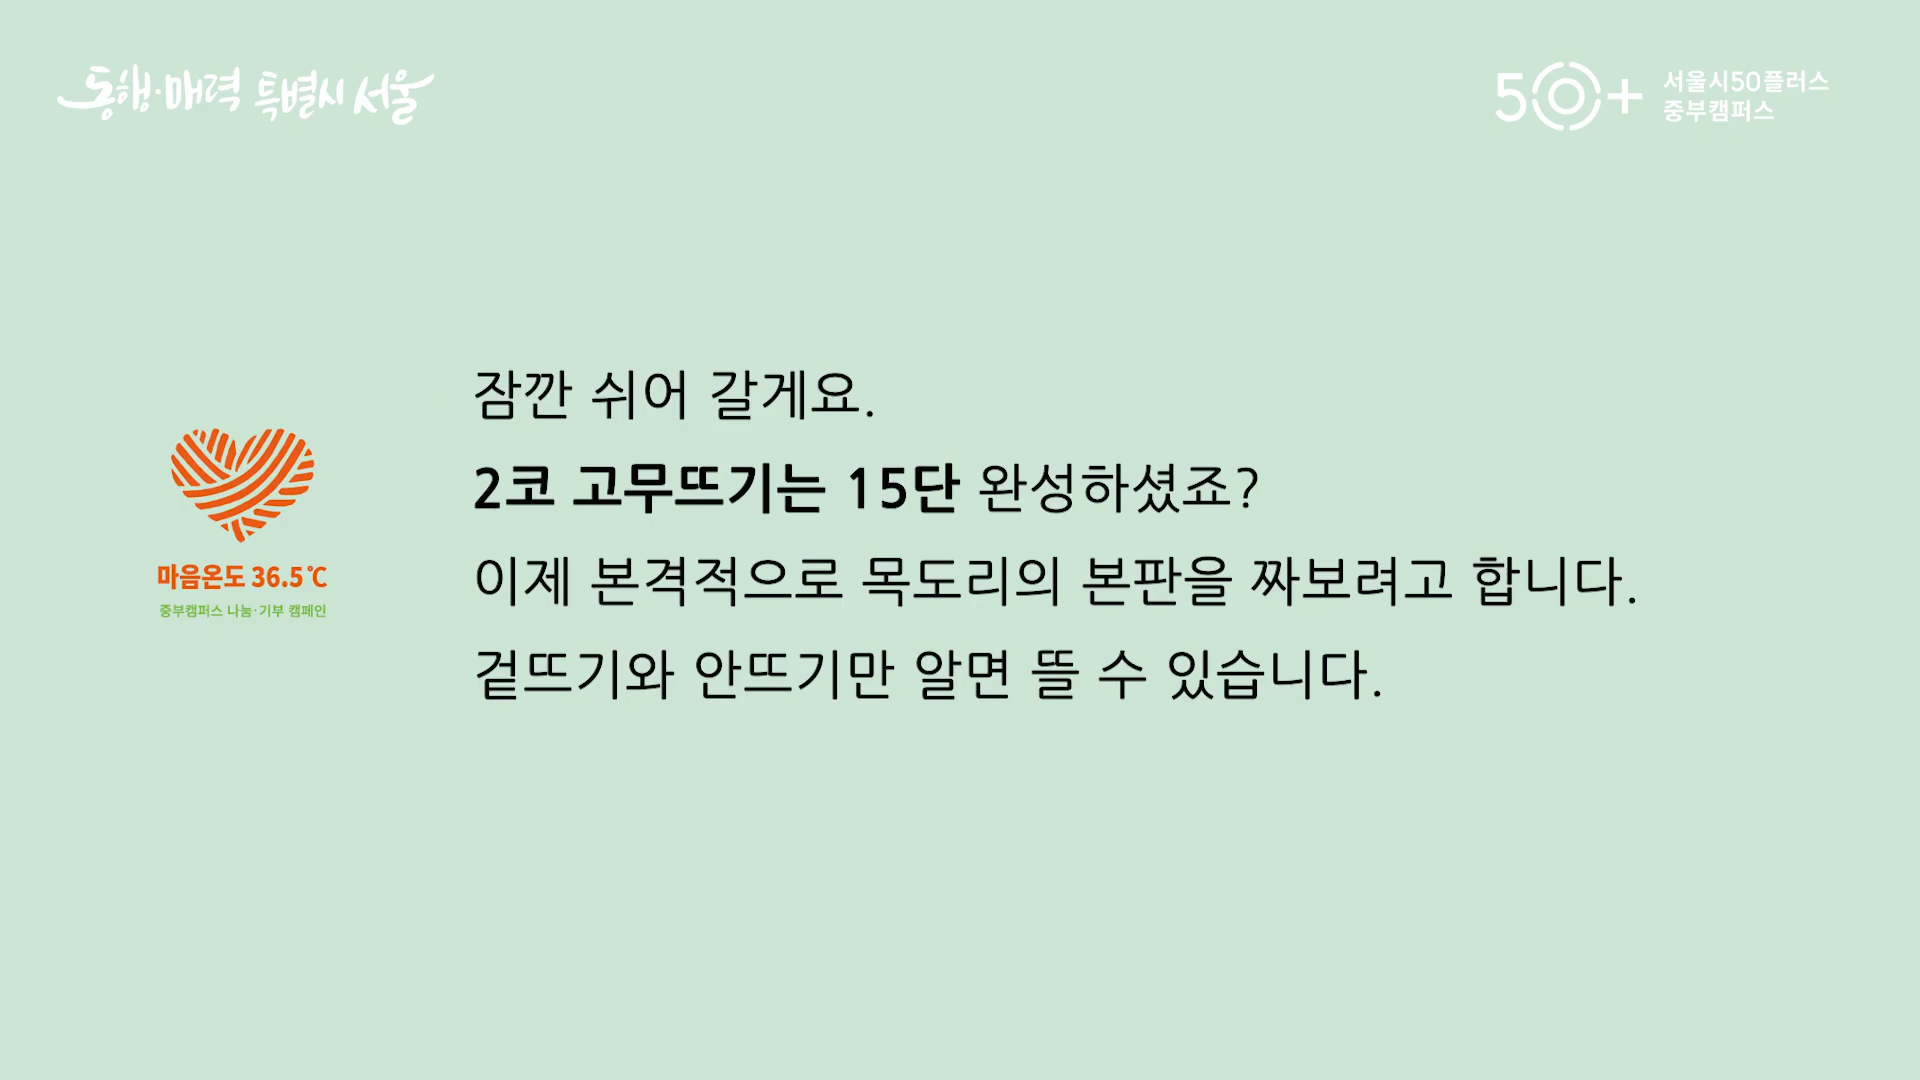 동행·매력 특별시 서울
50+ 서울시50플러스
중부캠퍼스
잠깐 쉬어 갈게요.
2코 고무뜨기는 15단 완성하셨죠?
이제 본격적으로 목도리의 본판을 짜보려고 합니다.
겉뜨기와 안뜨기만 알면 뜰 수 있습니다.
마음온도 36.5℃
중부캠퍼스 나눔·기부 캠페인